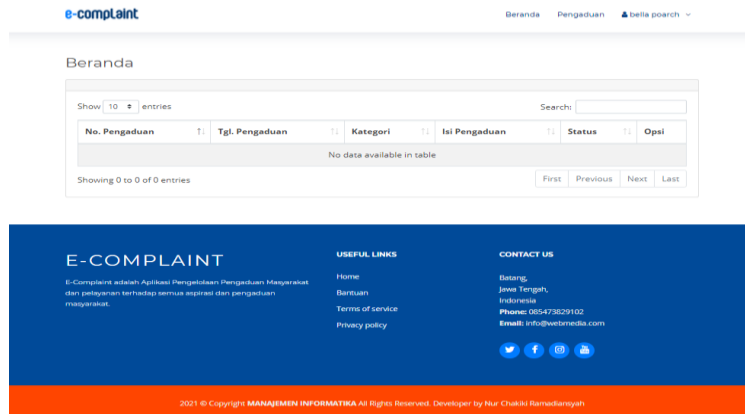 e-complaint
Beranda Pengaduan bella poarch
Beranda
Show 10 entries Search:
No. Pengaduan Tgl. Pengaduan Kategori Isi Pengaduan Status Opsi
No data available in table
Showing 0 to 0 of 0 entries First Previous Next Last
E-COMPLAINT
E-Complaint adalah Aplikasi Pengelolaan Pengaduan Masyarakat
dan pelayanan terhadap semua aspirasi dan pengaduan
masyarakat.
USEFUL LINKS
Home
Bantuan
Terms of service
Privacy policy
CONTACT US
Batang,
Jawa Tengah,
Indonesia
Phone: 085473829102
Email: info@webmedia.com
2021 © Copyright MANAJEMEN INFORMATIKA All Rights Reserved. Developer by Nur Chakiki Ramadiansyah